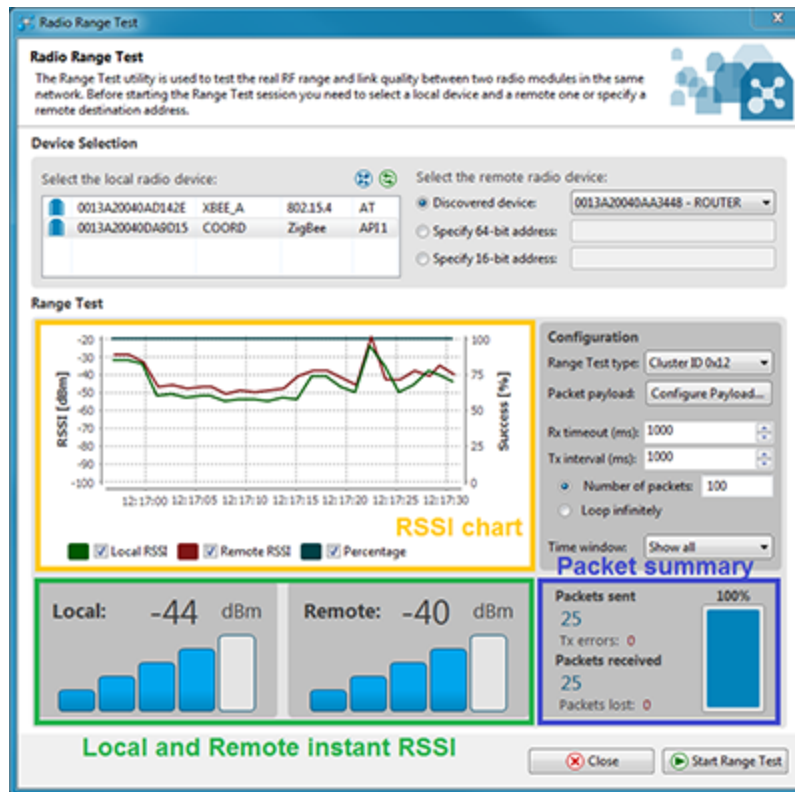 Radio Range Test
Radio Range Test
The Range Test utility is used to test the real RF range and link quality between two radio modules in the same
network. Before starting the Range Test session you need to select a local device and a remote one or specify a
remote destination address.
Device Selection
Select the local radio device:
0013A20040AD142E XBEE_A 802.15.4 AT
0013A20040DA9D15 COORD ZigBee API1
Select the remote radio device:
Discovered device: 0013A20040AA3448 - ROUTER
Specify 64-bit address:
Specify 16-bit address:
Range Test
RSSI [dBm]
-20
-30
-40
-50
-60
-70
-80
-90
-100
100
75
50
25
0
Success [%]
12:17:00 12:17:05 12:17:10 12:17:15 12:17:20 12:17:25 12:17:30
RSSI chart
Local RSSI Remote RSSI Percentage
Configuration
Range Test type: Cluster ID 0x12
Packet payload: Configure Payload...
Rx timeout (ms): 1000
Tx interval (ms): 1000
Number of packets: 100
Loop infinitely
Time window: Show all
Packet summary
Local: -44 dBm
Remote: -40 dBm
Packets sent
25
Tx errors: 0
Packets received
25
Packets lost: 0
100%
Local and Remote instant RSSI
Close
Start Range Test